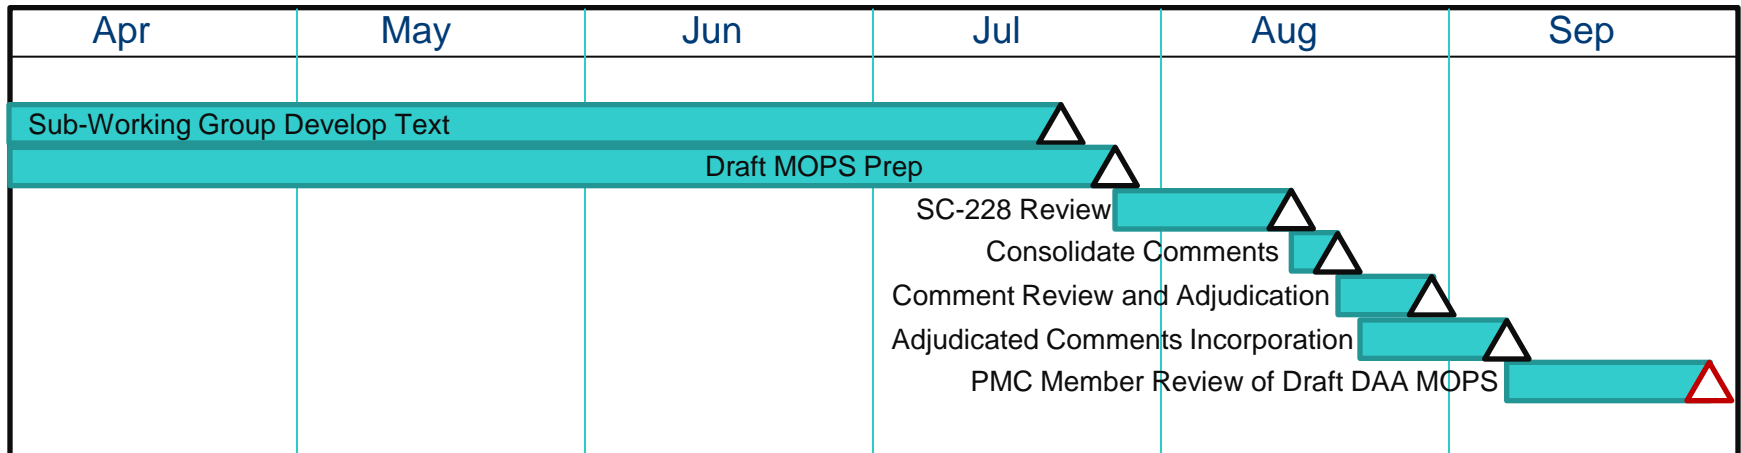 Apr May Jun Jul Aug Sep
Sub-Working Group Develop Text
Draft MOPS Prep
SC-228 Review
Consolidate Comments
Comment Review and Adjudication
Adjudicated Comments Incorporation
PMC Member Review of Draft DAA MOPS